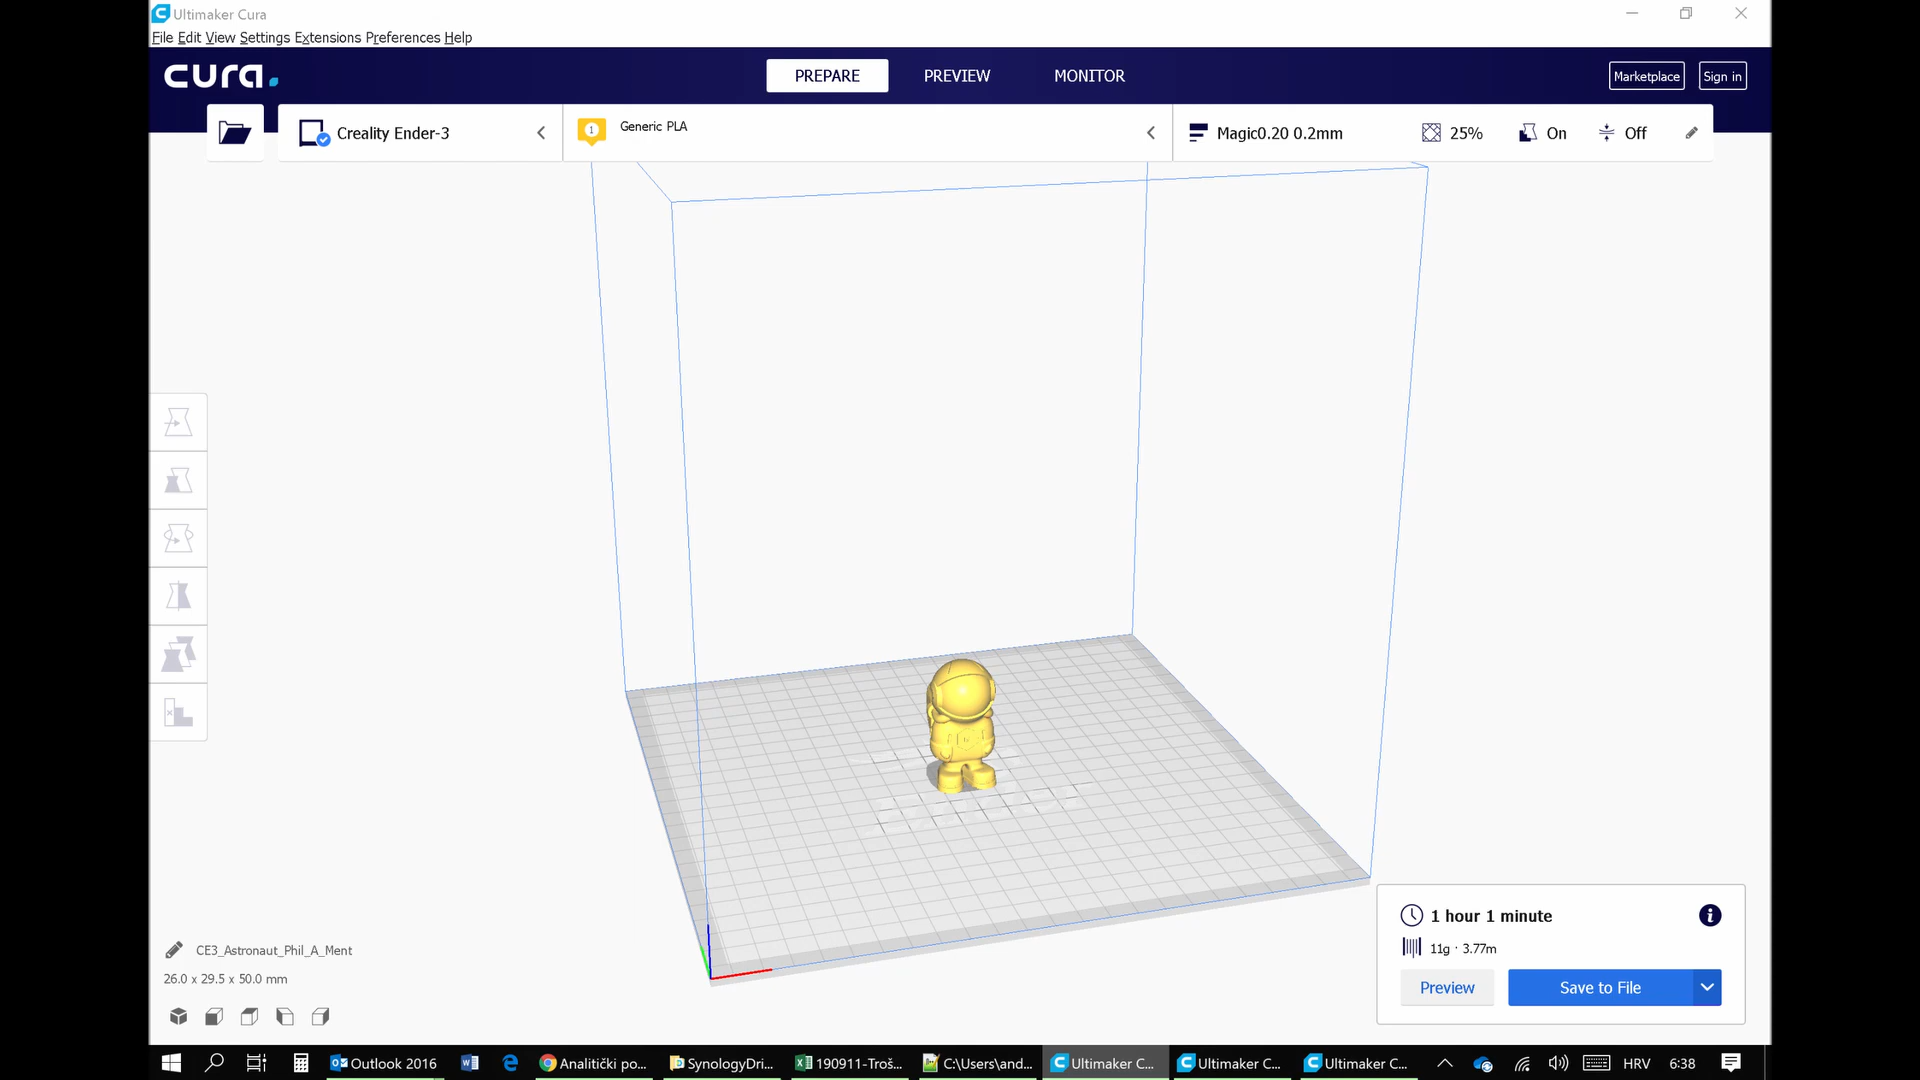 Ultimaker Cura
File Edit View Settings Extensions Preferences Help
cura.
PREPARE PREVIEW MONITOR
Marketplace Sign in
Creality Ender-3
1 Generic PLA
Magic0.20 0.2mm 25% On Off
1 hour 1 minute
11g · 3.77m
Preview Save to File
CE3_Astronaut_Phil_A_Ment
26.0 x 29.5 x 50.0 mm
Outlook 2016 Analitički po... SynologyDri... 190911-Troš... C:\Users\and... Ultimaker C... Ultimaker C... Ultimaker C... HRV 6:38